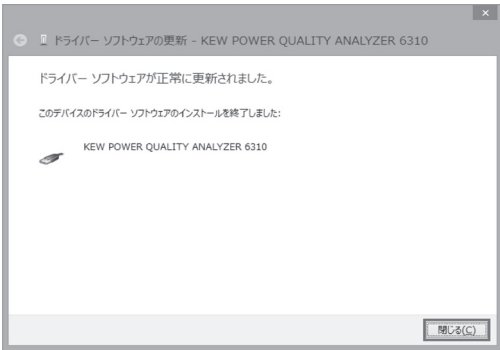 ドライバー ソフトウェアの更新 - KEW POWER QUALITY ANALYZER 6310
ドライバー ソフトウェアが正常に更新されました。
このデバイスのドライバー ソフトウェアのインストールを終了しました:
KEW POWER QUALITY ANALYZER 6310
閉じる(C)